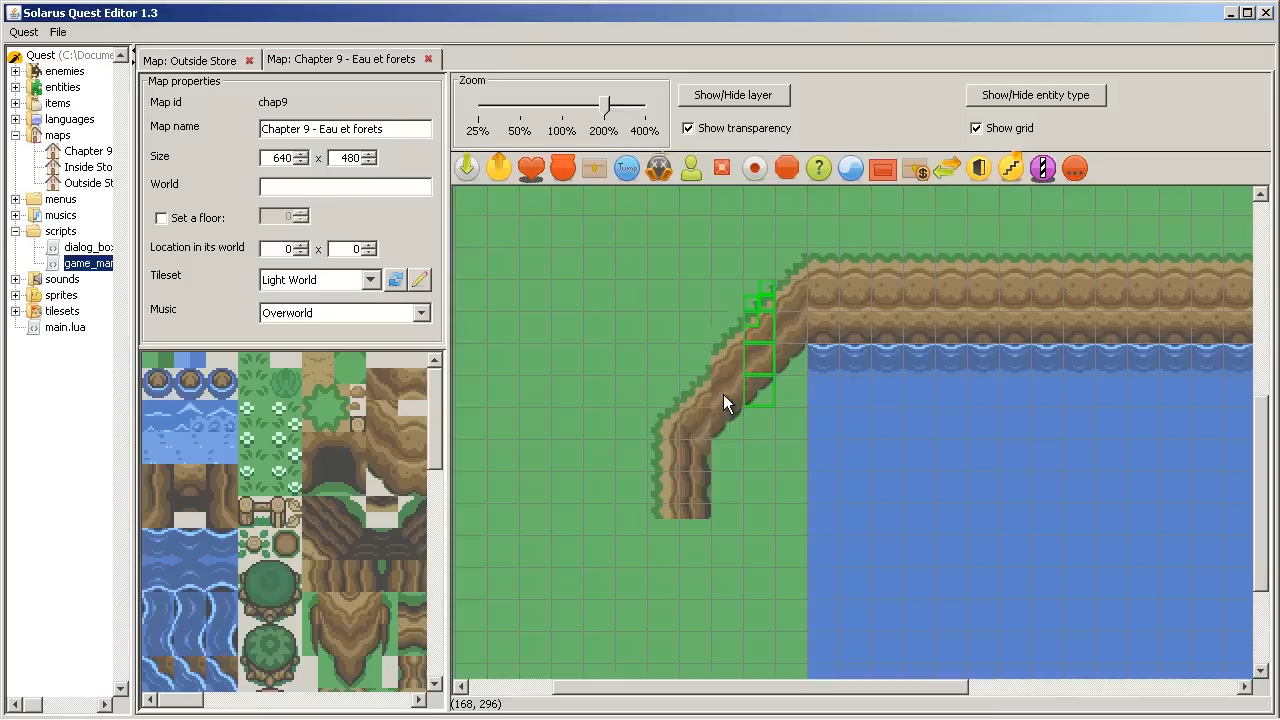 Solarus Quest Editor 1.3
Quest File
Quest (C:\Docume
enemies
entities
items
languages
maps
Chapter 9
Inside Sto
Outside St
menus
musics
scripts
dialog_bo
game_mar
sounds
sprites
main.lua
Map: Outside Store
Map: Chapter 9 - Eau et forets
Map properties
Map id chap9
Map name Chapter 9 - Eau et forets
Size 640 x 480
World
Set a floor: 0
Location in its world 0 x 0
Tileset Light World
Music Overworld
Zoom
25% 50% 100% 200% 400%
Show/Hide layer
Show transparency
Show/Hide entity type
Show grid
Jump
?
$
(168, 296)